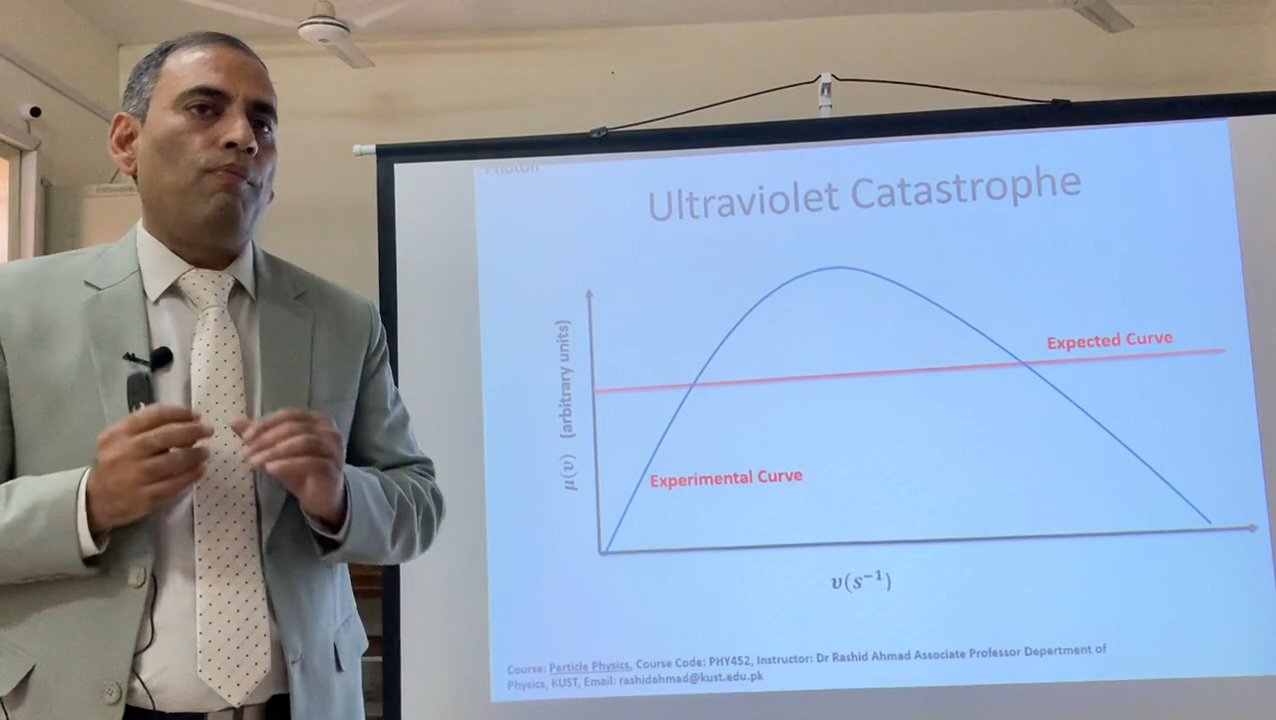 Photon
Ultraviolet Catastrophe
μ(υ) (arbitrary units)
Expected Curve
Experimental Curve
υ(s⁻¹)
Course: Particle Physics, Course Code: PHY452, Instructor: Dr Rashid Ahmad Associate Professor Department of
Physics, KUST, Email: rashidahmad@kust.edu.pk